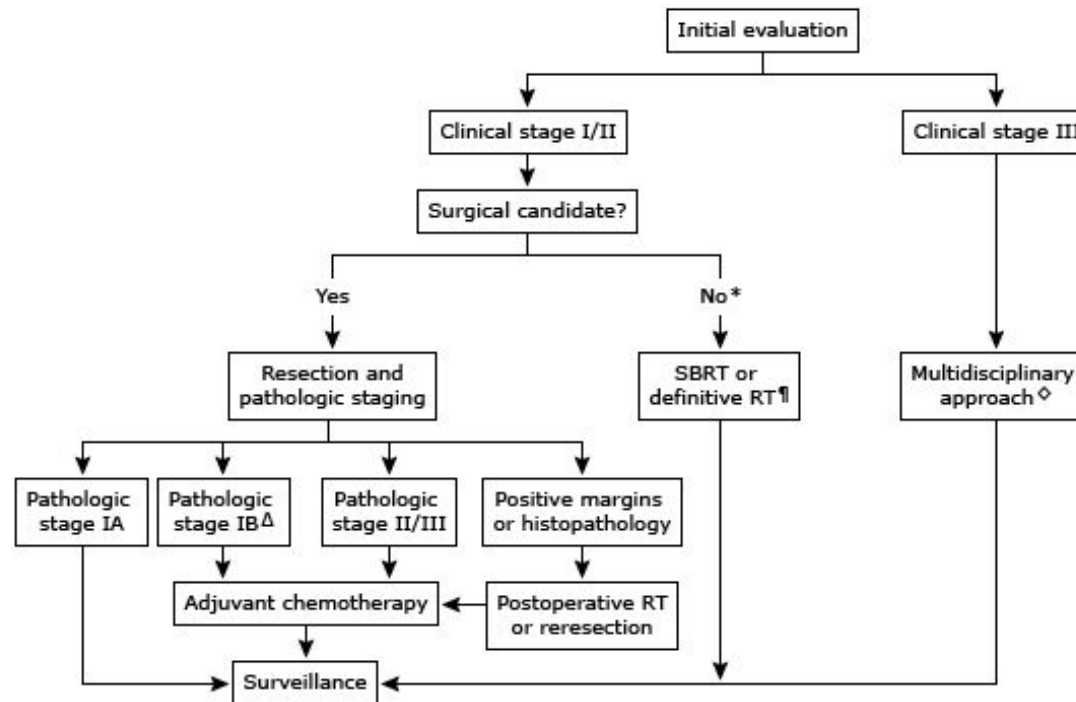 Initial evaluation
Clinical stage I/II
Clinical stage III
Surgical candidate?
Yes
No*
Resection and
pathologic staging
SBRT or
definitive RT¶
Multidisciplinary
approach◇
Pathologic
stage IA
Pathologic
stage IBΔ
Pathologic
stage II/III
Positive margins
or histopathology
Adjuvant chemotherapy
Postoperative RT
or reresection
Surveillance